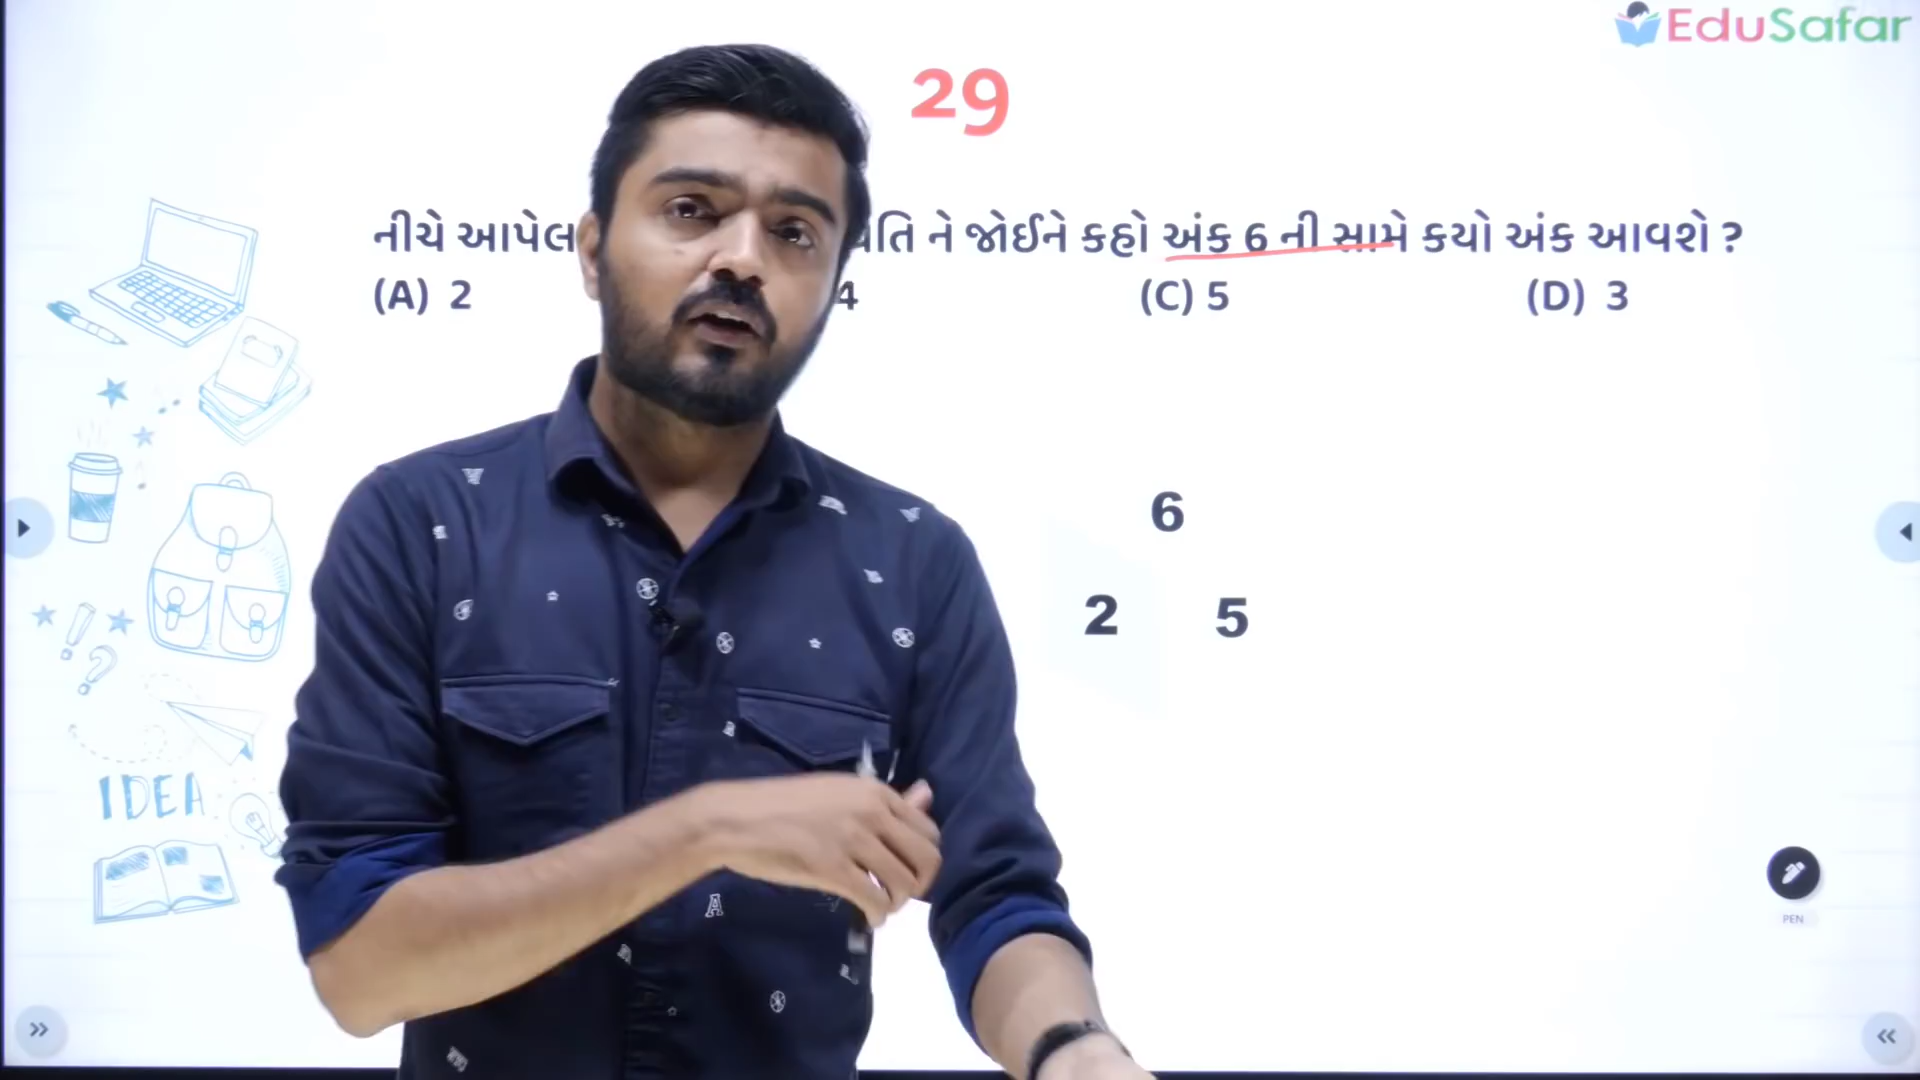 EduSafar
29
નીચે આપેલ ને જોઈને કહો અંક 6 ની સામે કયો અંક આવશે ?
(A) 2 4 (C) 5 (D) 3
6
2 5
IDEA
PEN